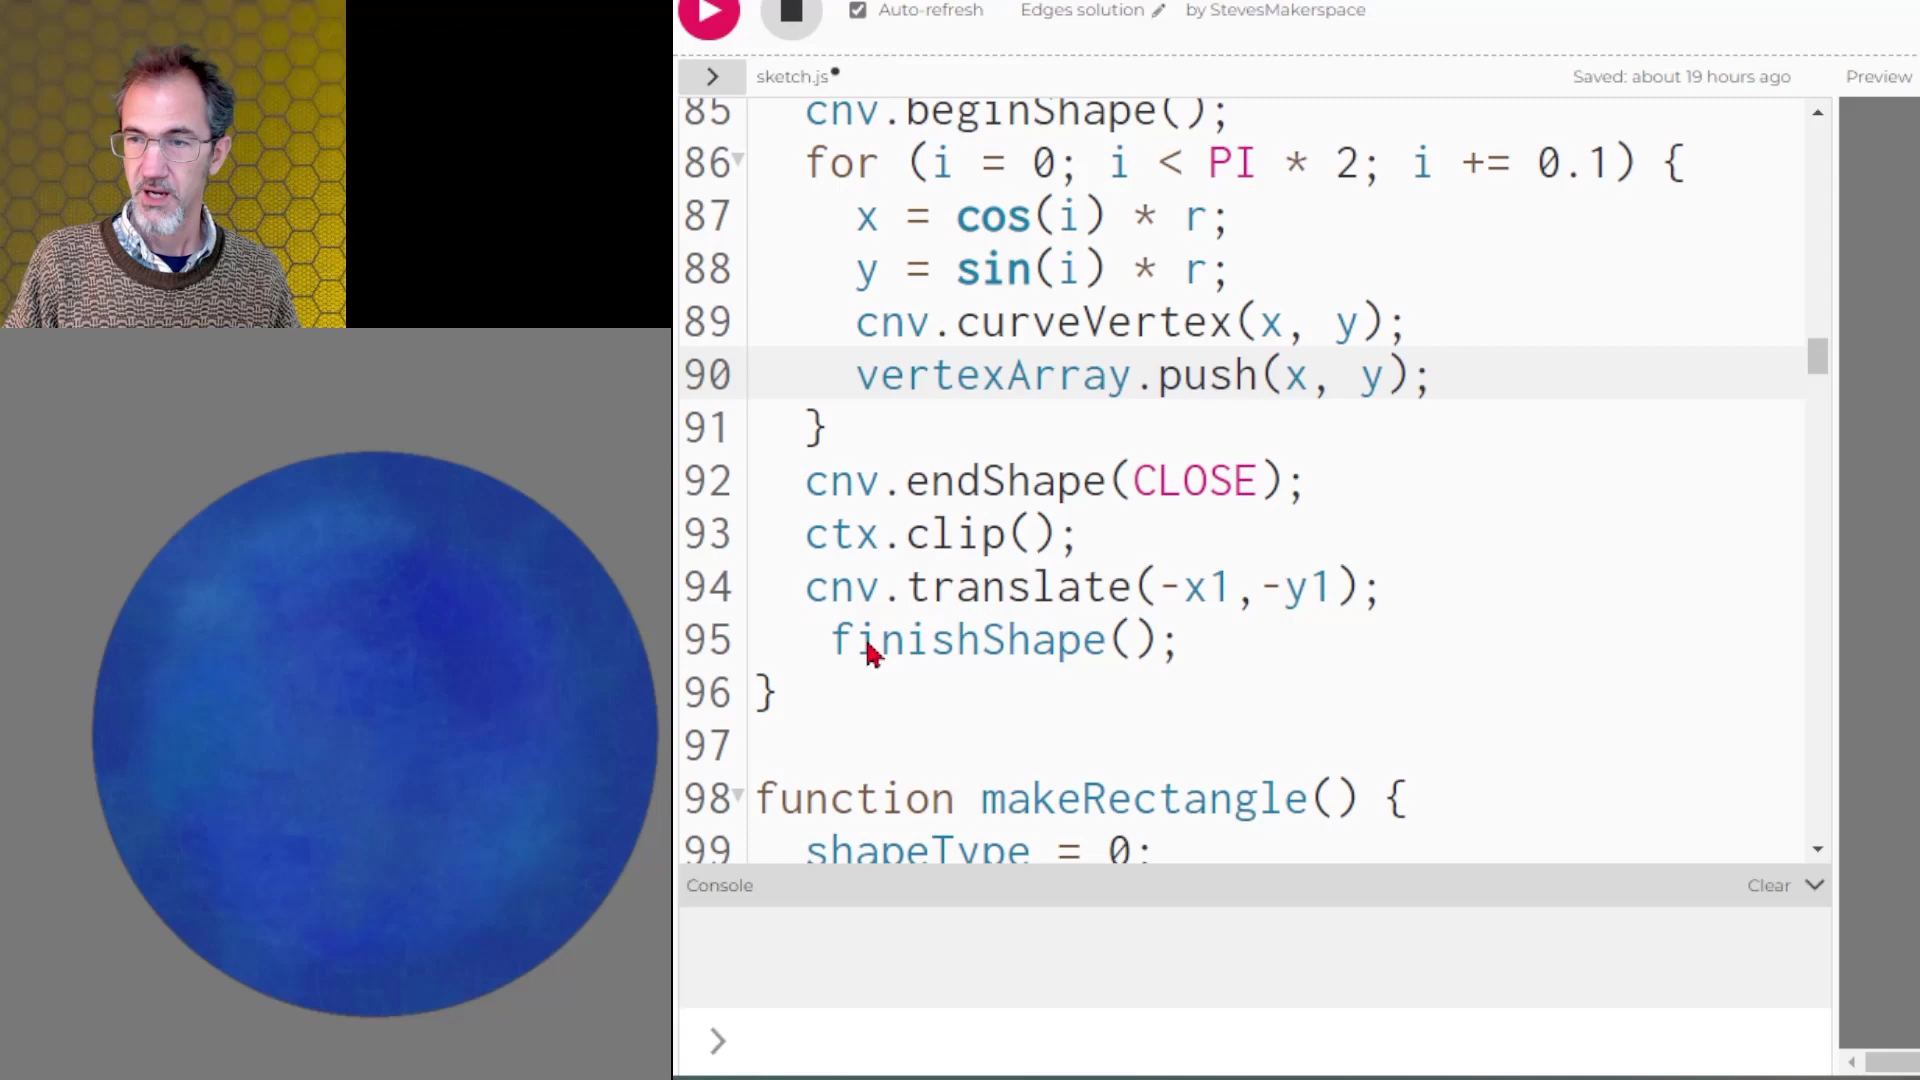 Auto-refresh Edges solution by StevesMakerspace
sketch.js Saved: about 19 hours ago Preview
85 cnv.beginShape();
86 for (i = 0; i < PI * 2; i += 0.1) {
87 x = cos(i) * r;
88 y = sin(i) * r;
89 cnv.curveVertex(x, y);
90 vertexArray.push(x, y);
91 }
92 cnv.endShape(CLOSE);
93 ctx.clip();
94 cnv.translate(-x1,-y1);
95 finishShape();
96 }
97
98 function makeRectangle() {
99 shapeType = 0;
Console Clear